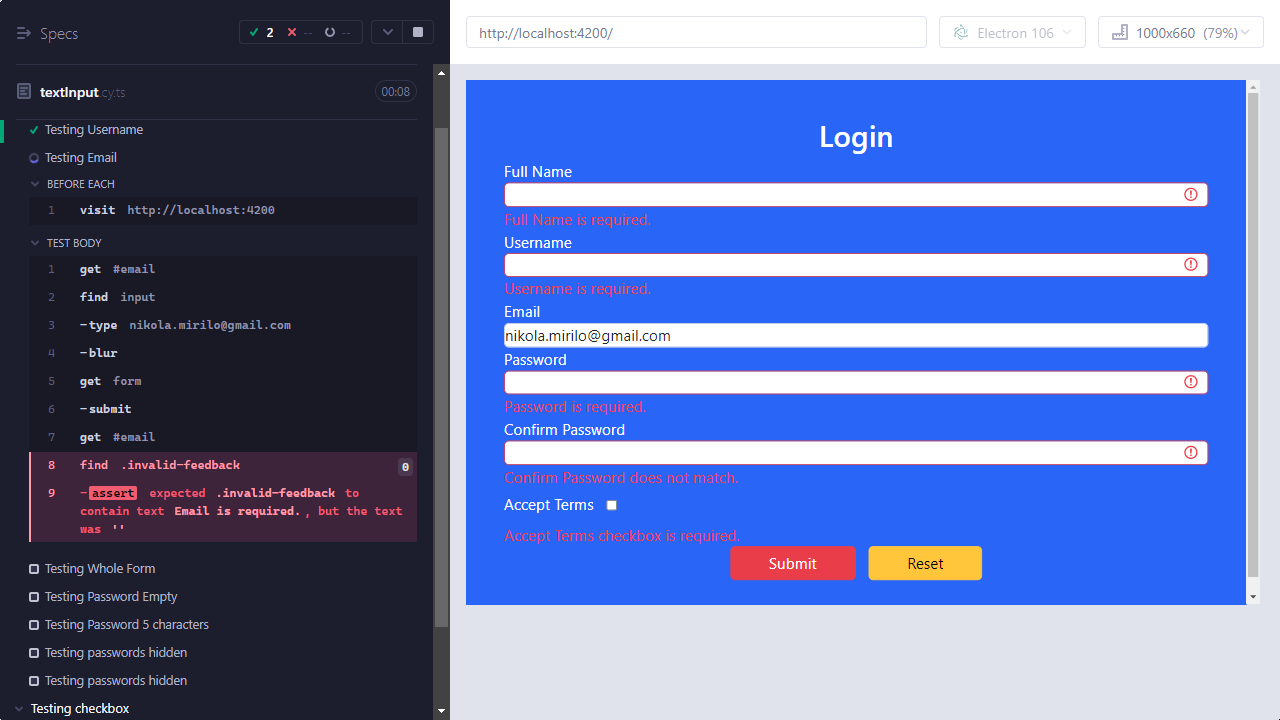 Specs
2 -- --
textInput.cy.ts 00:08
Testing Username
Testing Email
BEFORE EACH
1 visit http://localhost:4200
TEST BODY
1 get #email
2 find input
3 -type nikola.mirilo@gmail.com
4 -blur
5 get form
6 -submit
7 get #email
8 find .invalid-feedback 0
9 -assert expected .invalid-feedback to
contain text Email is required., but the text
was ''
Testing Whole Form
Testing Password Empty
Testing Password 5 characters
Testing passwords hidden
Testing passwords hidden
Testing checkbox
http://localhost:4200/
Electron 106
1000x660 (79%)
Login
Full Name
Full Name is required.
Username
Username is required.
Email
nikola.mirilo@gmail.com
Password
Password is required.
Confirm Password
Confirm Password does not match.
Accept Terms
Accept Terms checkbox is required.
Submit Reset